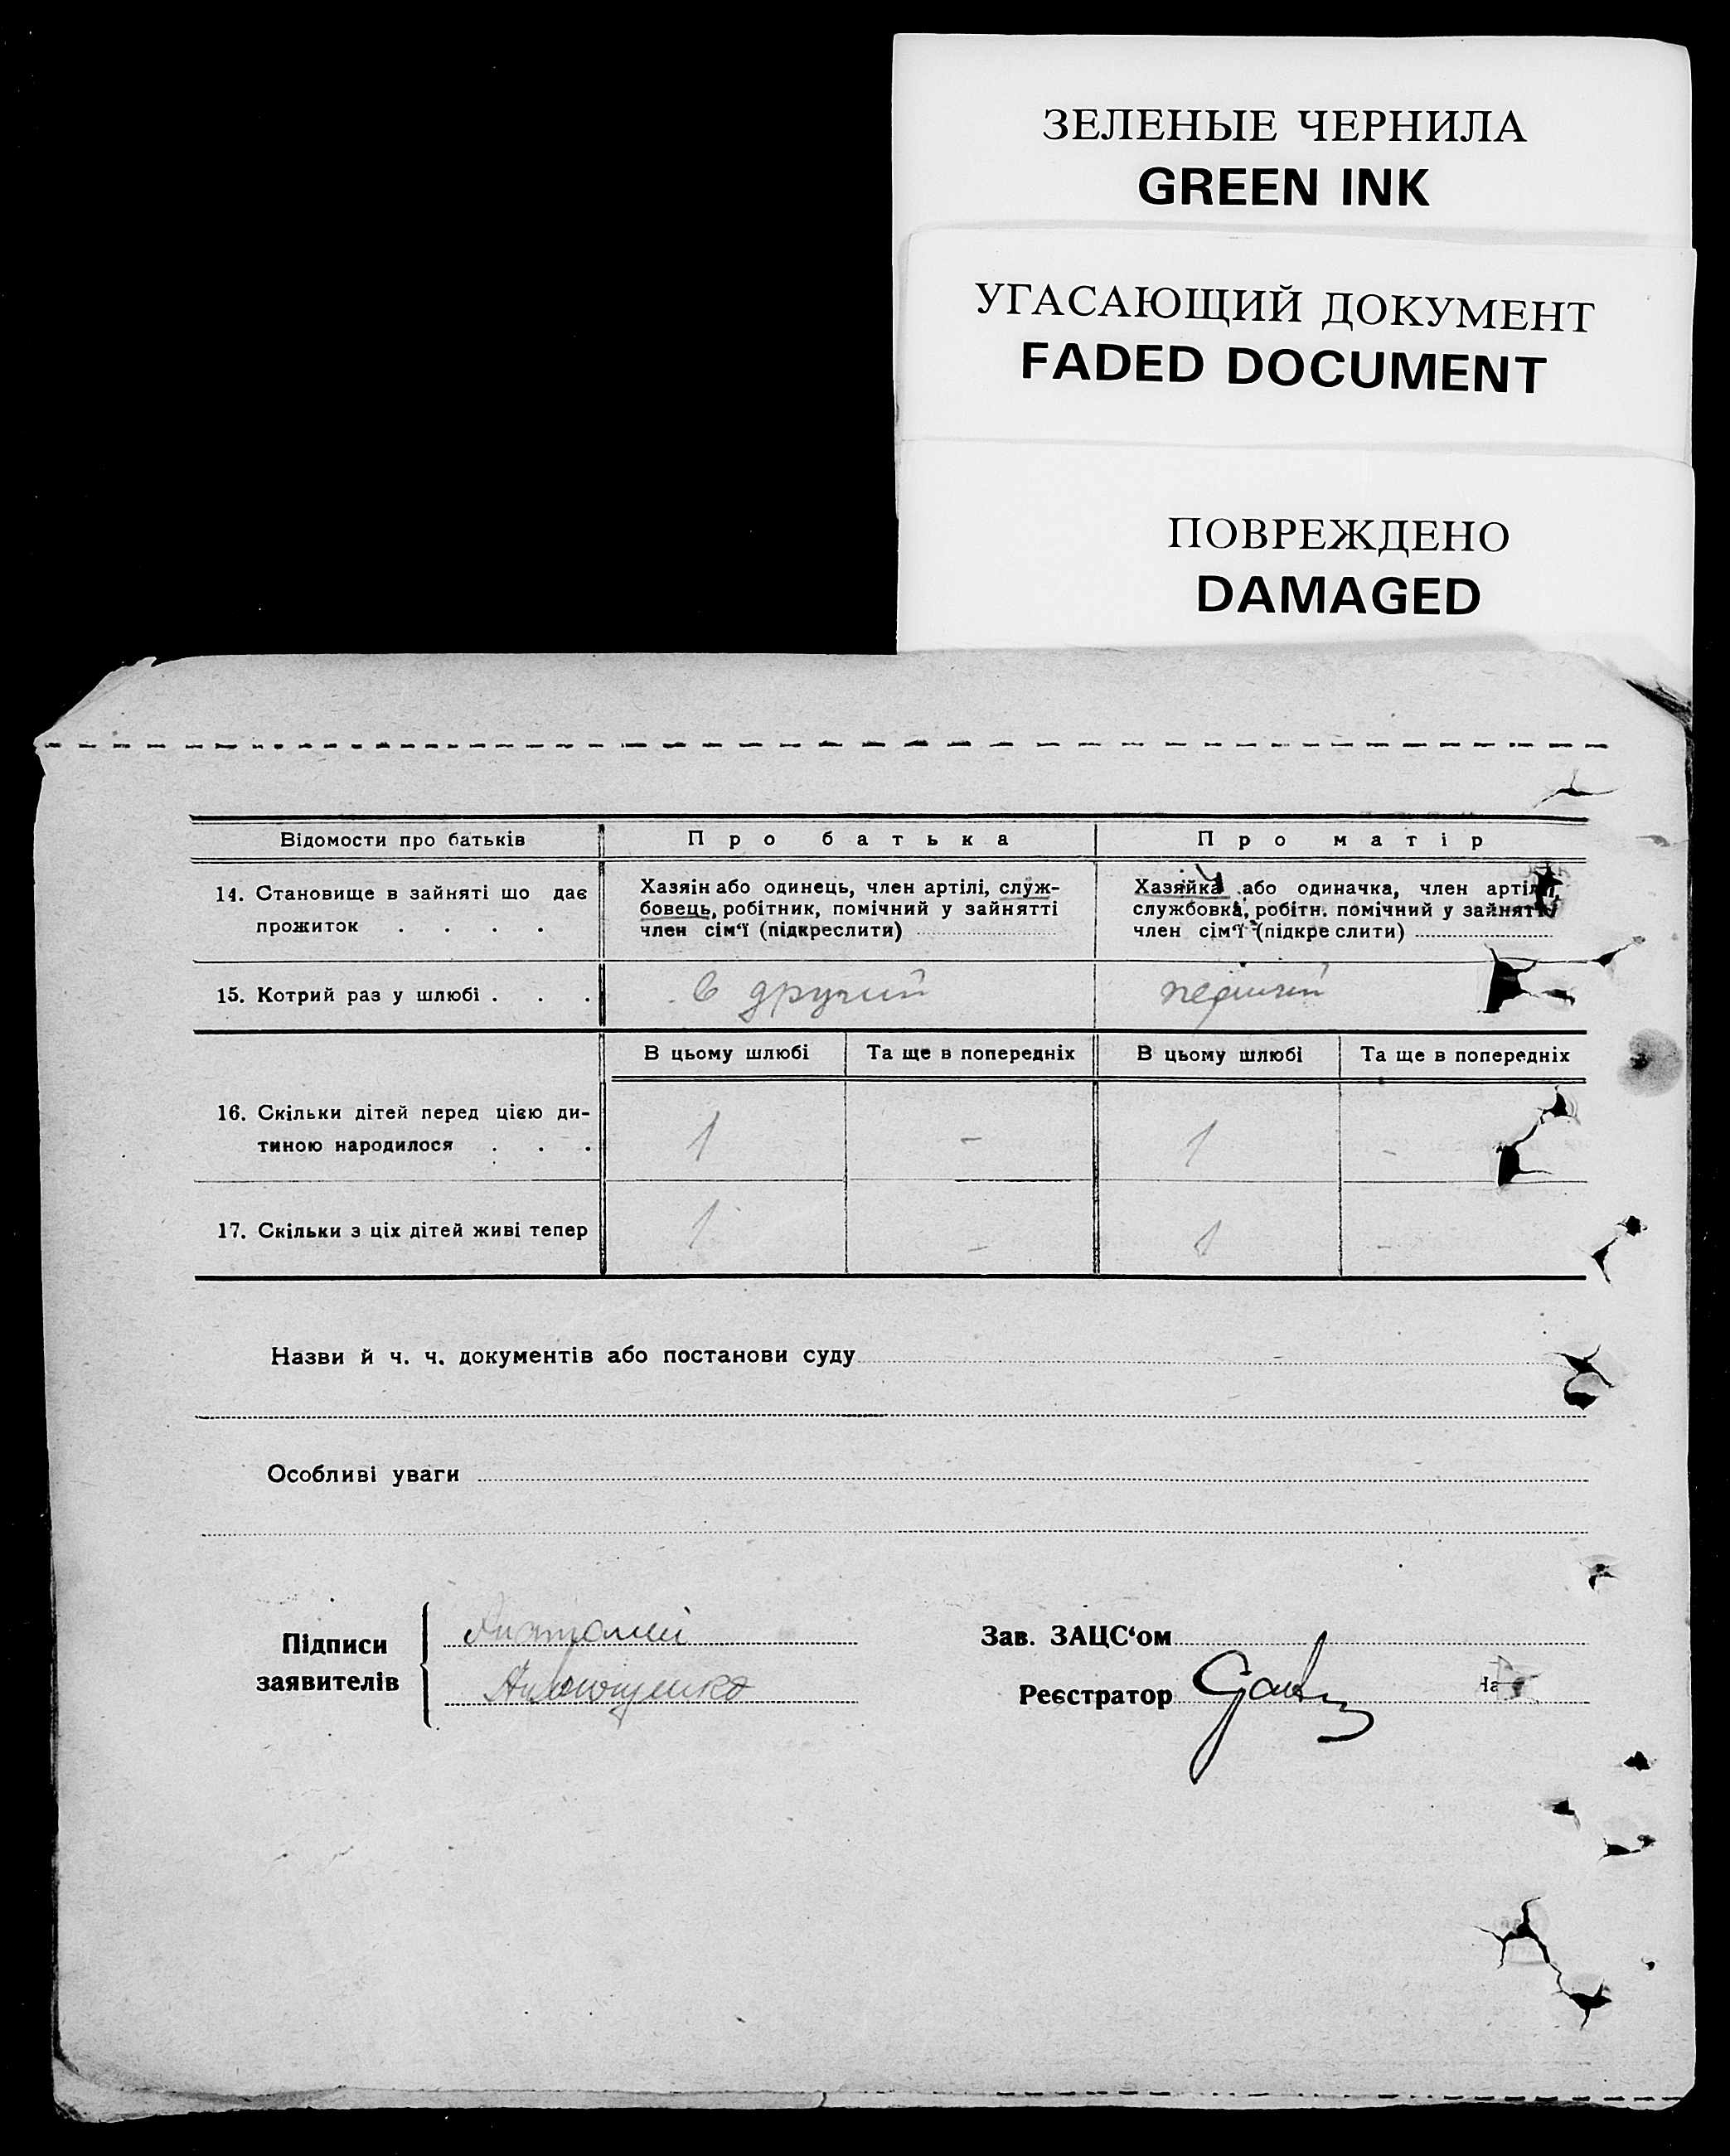 ЗЕЛЕНЫЕ ЧЕРНИЛА
GREEN INK
УГАСАЮЩИЙ ДОКУМЕНТ
FADED DOCUMENT
ПОВРЕЖДЕНО
DAMAGED
Відомости про батьків Про батька Про матір
14. Становище в зайняті що дає
прожиток . . . .
Хазяїн або одинець, член артілі, служ-
бовець, робітник, помічний у зайнятті
член сім‘ї (підкреслити)
Хазяйка або одиначка, член артілі,
службовка, робітн. помічний у зайнятті
член сім‘ї (підкреслити)
15. Котрий раз у шлюбі . . . в другий первий
В цьому шлюбі Та ще в попередніх В цьому шлюбі Та ще в попередніх
16. Скільки дітей перед цією ди-
тиною народилося . . . 1 - 1 -
17. Скільки з ціх дітей живі тепер 1 - 1 -
Назви й ч. ч. документів або постанови суду -
Особливі уваги
Підписи
заявителів
Зав. ЗАЦС‘ом
Реєстратор